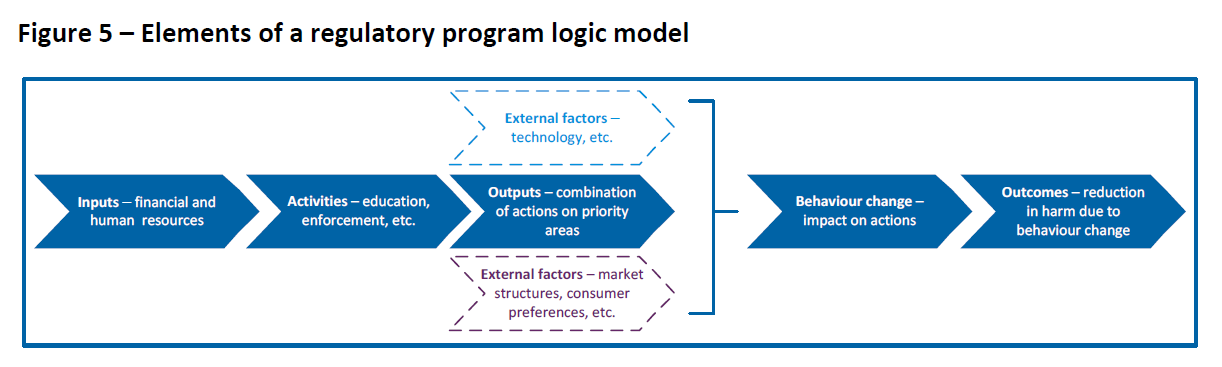 Figure 5 – Elements of a regulatory program logic model
External factors –
technology, etc.
Inputs – financial and
human resources
Activities – education,
enforcement, etc.
Outputs – combination
of actions on priority
areas
Behaviour change –
impact on actions
Outcomes – reduction
in harm due to
behaviour change
External factors – market
structures, consumer
preferences, etc.